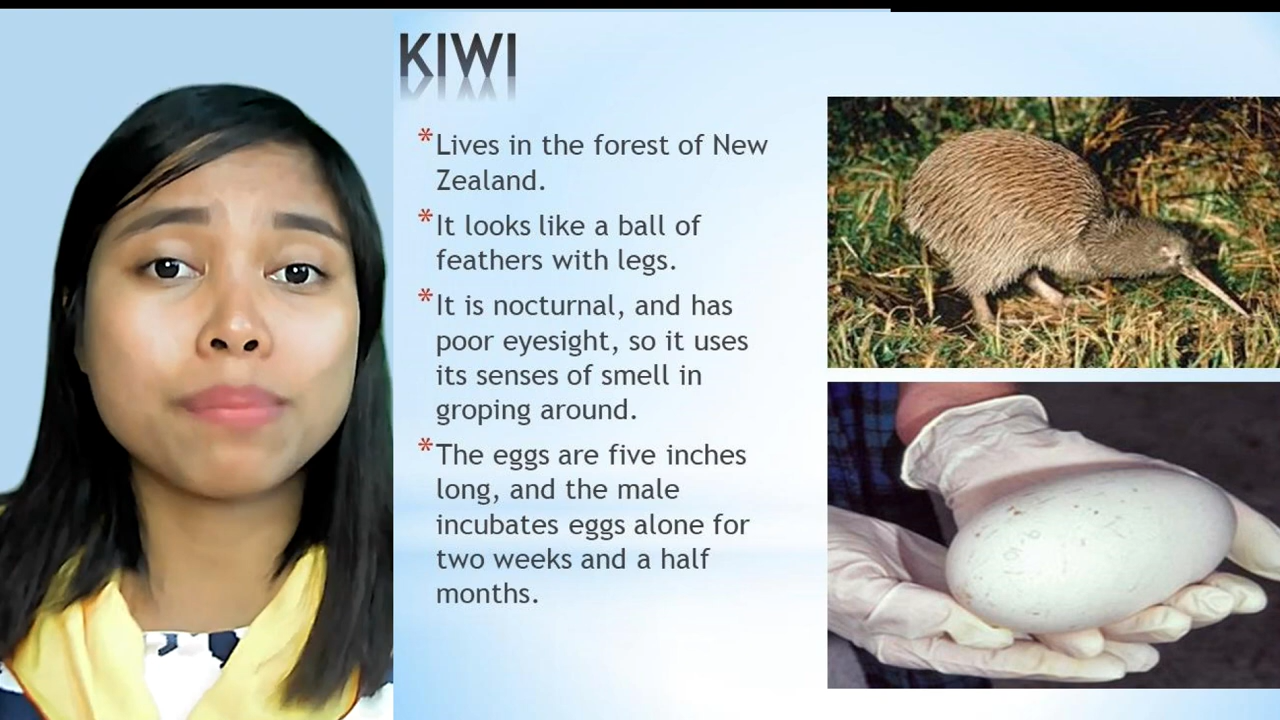 KIWI
*Lives in the forest of New
Zealand.
*It looks like a ball of
feathers with legs.
*It is nocturnal, and has
poor eyesight, so it uses
its senses of smell in
groping around.
*The eggs are five inches
long, and the male
incubates eggs alone for
two weeks and a half
months.